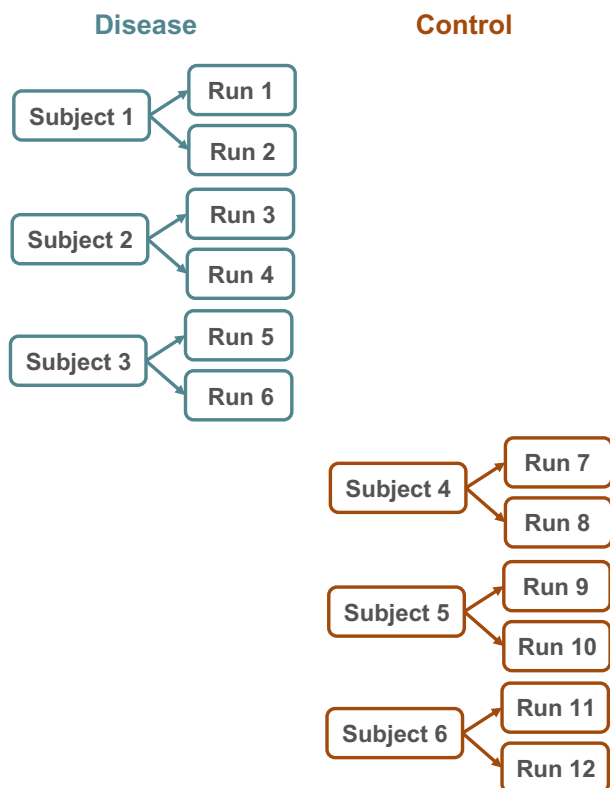 Disease
Control
Subject 1
Run 1
Run 2
Subject 2
Run 3
Run 4
Subject 3
Run 5
Run 6
Subject 4
Run 7
Run 8
Subject 5
Run 9
Run 10
Subject 6
Run 11
Run 12